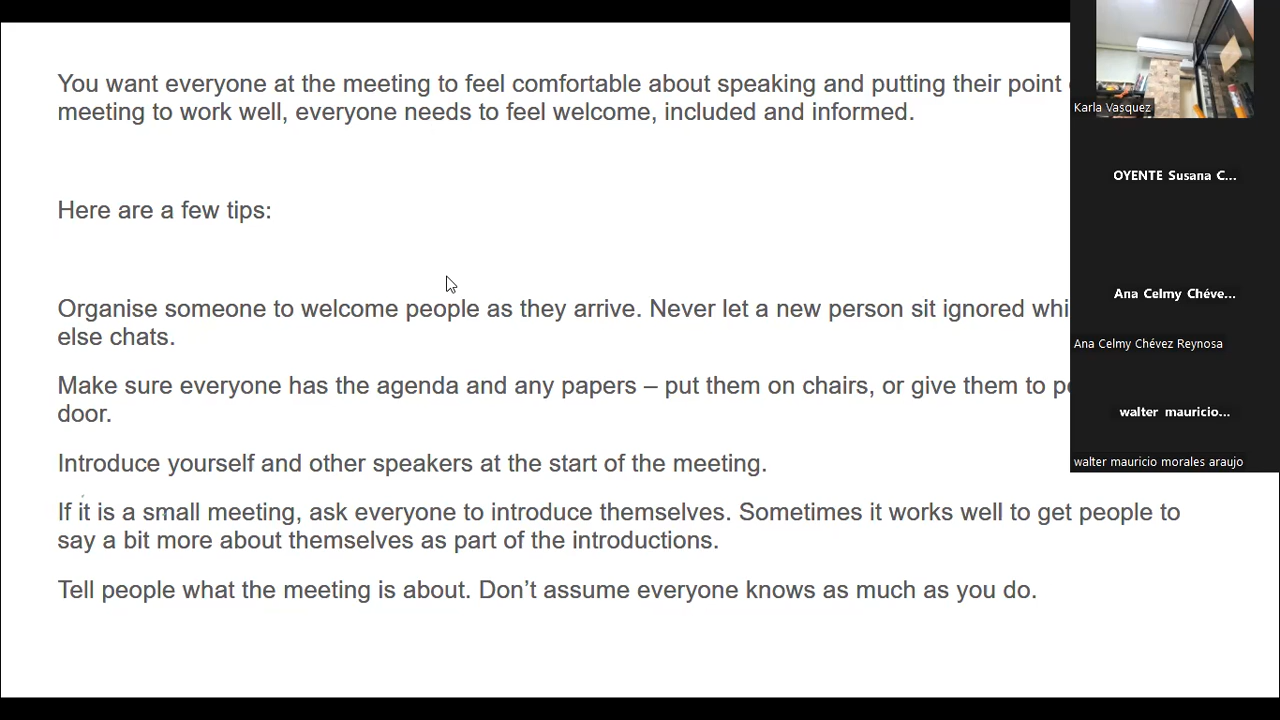 You want everyone at the meeting to feel comfortable about speaking and putting their point
meeting to work well, everyone needs to feel welcome, included and informed.
Here are a few tips:
Organise someone to welcome people as they arrive. Never let a new person sit ignored
else chats.
Make sure everyone has the agenda and any papers – put them on chairs, or give them to
door.
Introduce yourself and other speakers at the start of the meeting.
If it is a small meeting, ask everyone to introduce themselves. Sometimes it works well to get people to
say a bit more about themselves as part of the introductions.
Tell people what the meeting is about. Don’t assume everyone knows as much as you do.
Karla Vasquez
OYENTE Susana C...
Ana Celmy Chéve...
Ana Celmy Chévez Reynosa
walter mauricio...
walter mauricio morales araujo